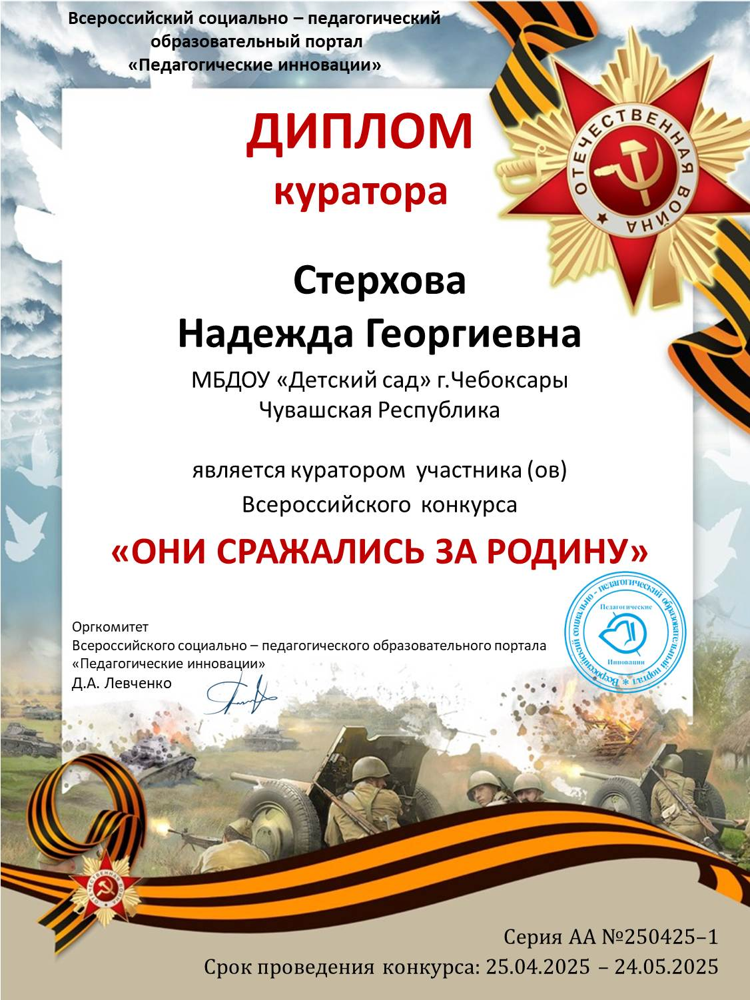 Всероссийский социально – педагогический
образовательный портал
«Педагогические инновации»
ДИПЛОМ
куратора
ОТЕЧЕСТВЕННАЯ ВОЙНА
Стерхова
Надежда Георгиевна
МБДОУ «Детский сад» г.Чебоксары
Чувашская Республика
является куратором участника (ов)
Всероссийского конкурса
«ОНИ СРАЖАЛИСЬ ЗА РОДИНУ»
Всероссийский социально - педагогический образовательный портал
Педагогические
Инновации
Оргкомитет
Всероссийского социально – педагогического образовательного портала
«Педагогические инновации»
Д.А. Левченко
ОТЕЧЕСТВЕННАЯ ВОЙНА
Серия АА №250425–1
Срок проведения конкурса: 25.04.2025 – 24.05.2025